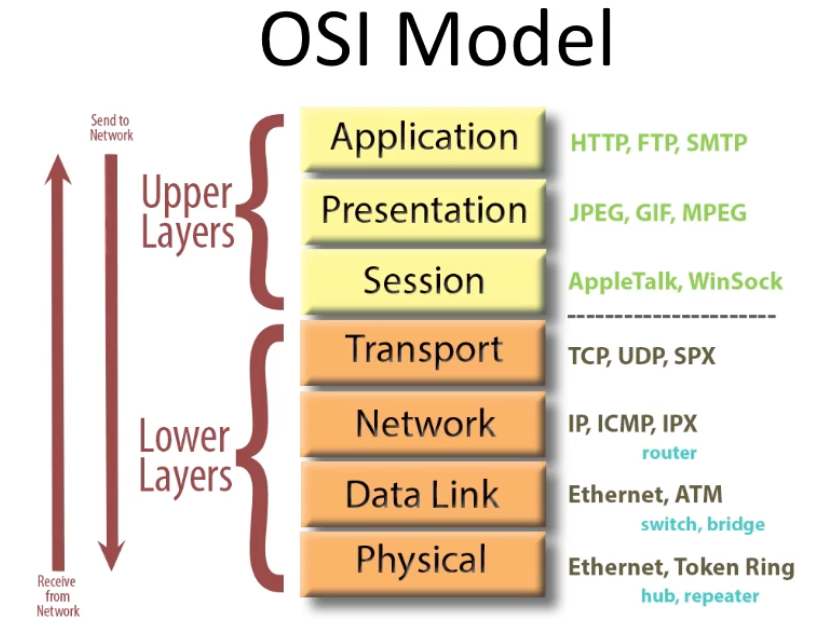 OSI Model
Send to
Network
Upper
Layers
Application
HTTP, FTP, SMTP
Presentation
JPEG, GIF, MPEG
Session
AppleTalk, WinSock
Lower
Layers
Transport
TCP, UDP, SPX
Network
IP, ICMP, IPX
router
Data Link
Ethernet, ATM
switch, bridge
Physical
Ethernet, Token Ring
hub, repeater
Receive
from
Network